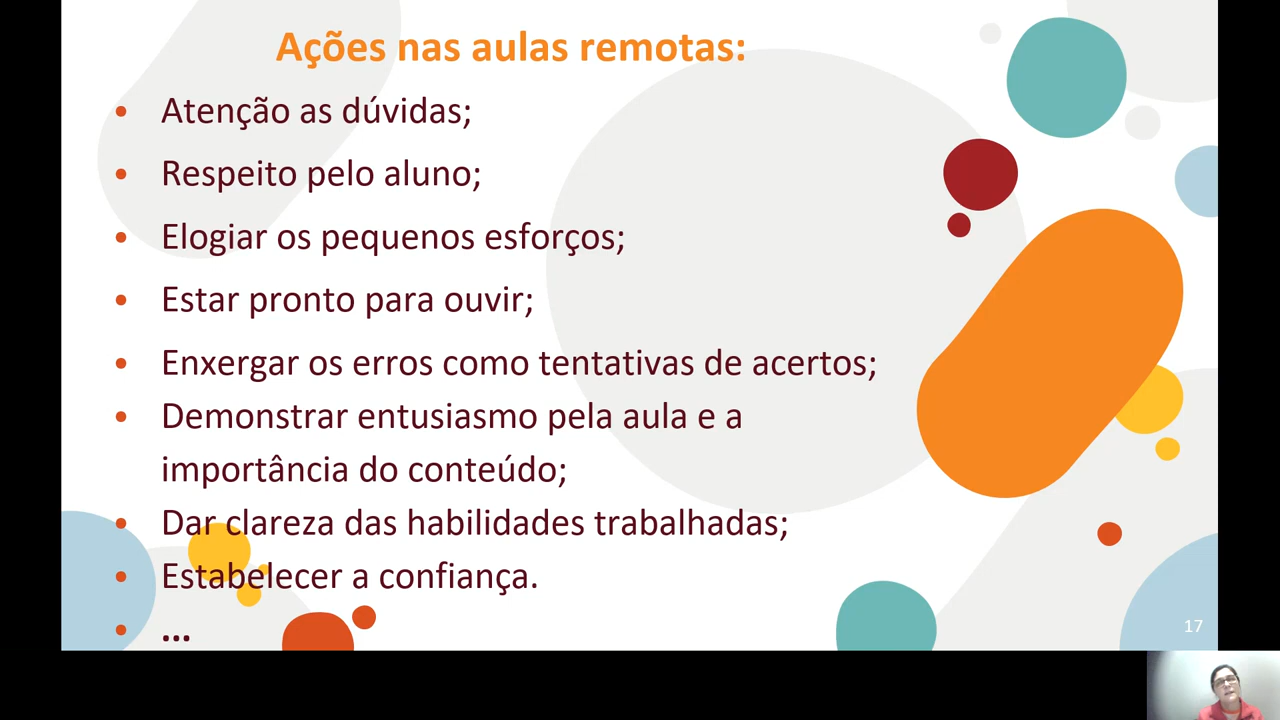 Ações nas aulas remotas:
• Atenção as dúvidas;
• Respeito pelo aluno;
• Elogiar os pequenos esforços;
• Estar pronto para ouvir;
• Enxergar os erros como tentativas de acertos;
• Demonstrar entusiasmo pela aula e a
importância do conteúdo;
• Dar clareza das habilidades trabalhadas;
• Estabelecer a confiança.
• ...
17